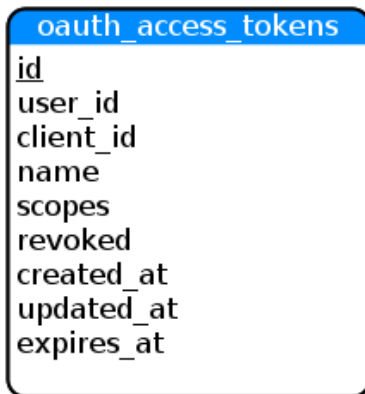 oauth_access_tokens
id
user_id
client_id
name
scopes
revoked
created_at
updated_at
expires_at